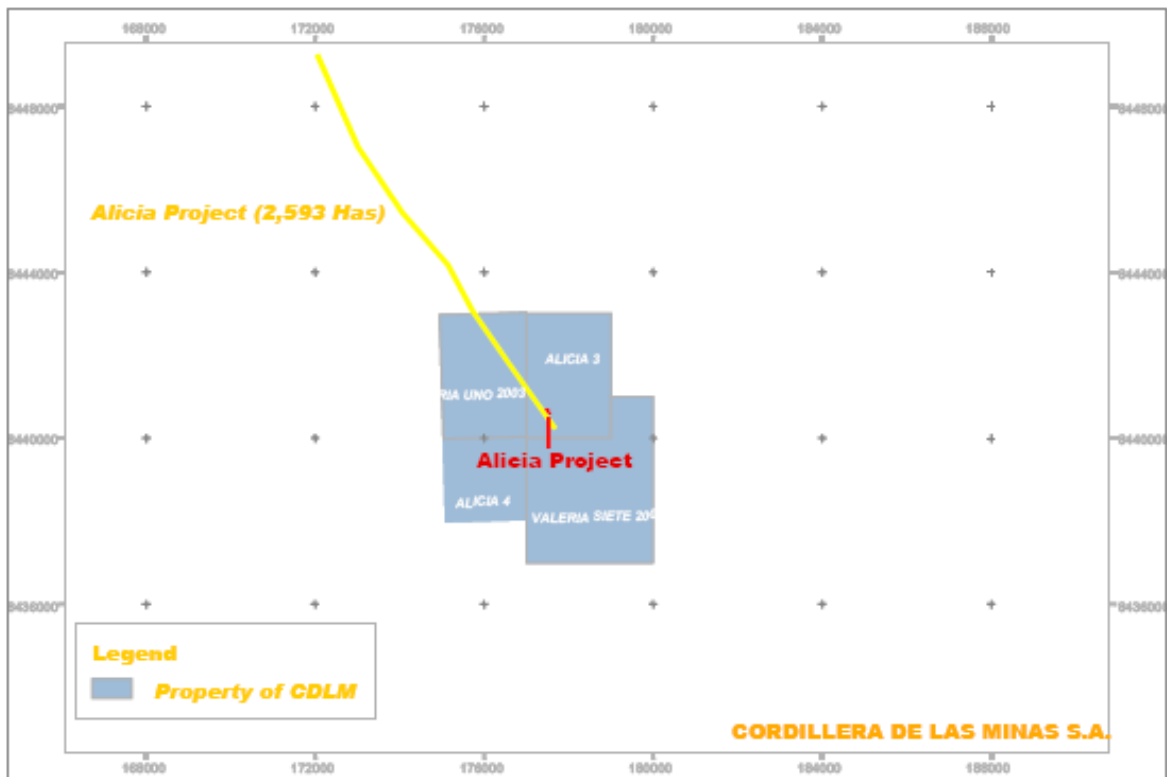 168000 172000 176000 180000 184000 188000
8448000 8448000
Alicia Project (2,593 Has)
8444000 8444000
ALICIA 3
RIA UNO 2003
8440000 8440000
Alicia Project
ALICIA 4
VALERIA SIETE 200
8436000 8436000
Legend
Property of CDLM
CORDILLERA DE LAS MINAS S.A.
168000 172000 176000 180000 184000 188000